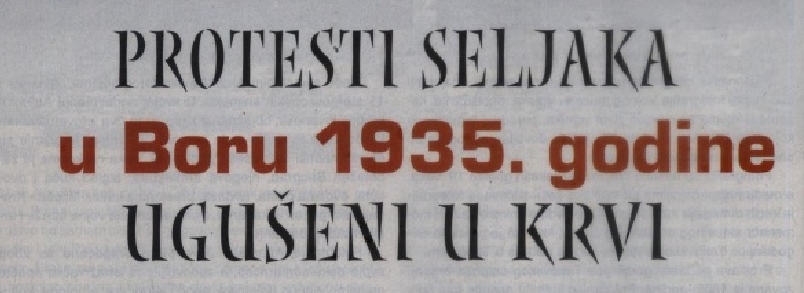 PROTESTI SELJAKA
u Boru 1935. godine
UGUŠENI U KRVI